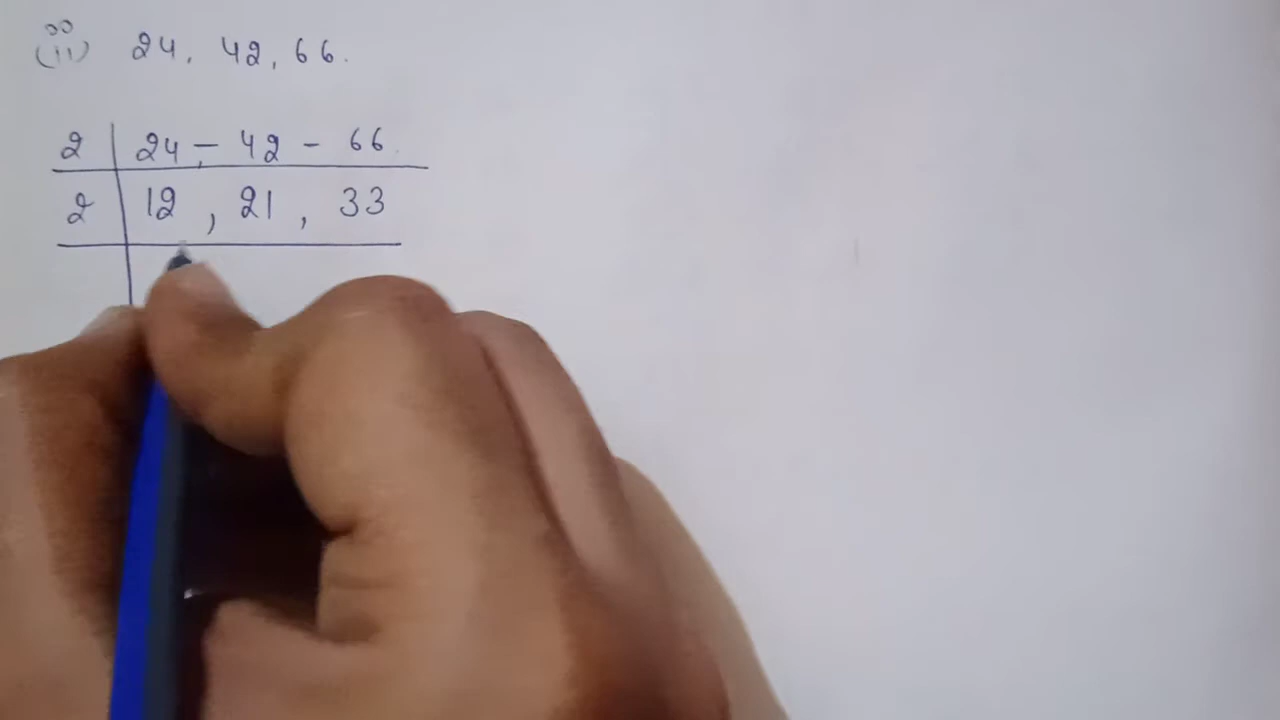 (ii) 24, 42, 66.
2 | 24 - 42 - 66
2 | 12 , 21 , 33